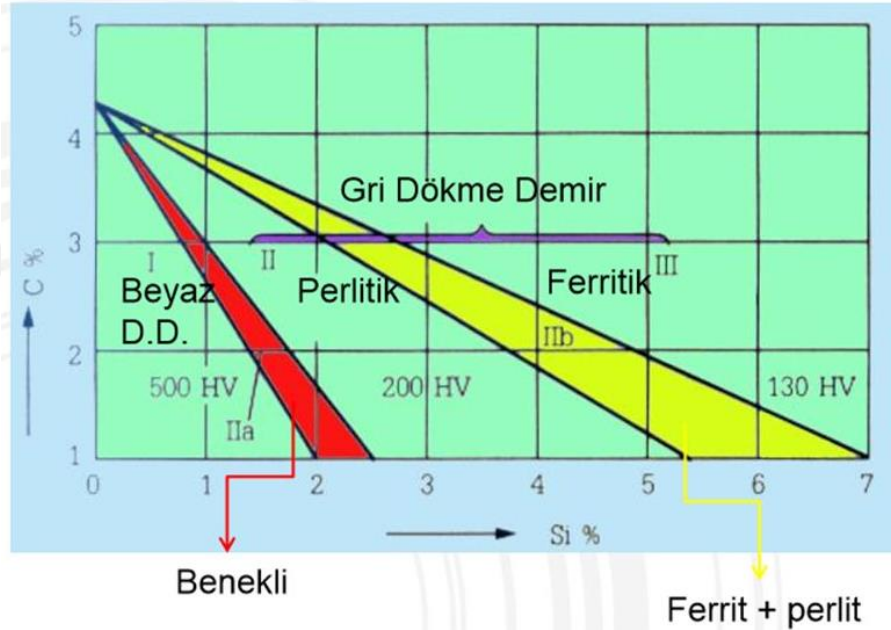 5
4
3
2
1
C %
Gri Dökme Demir
I
II
III
Beyaz
D.D.
Perlitik
Ferritik
IIb
500 HV
200 HV
130 HV
IIa
0 1 2 3 4 5 6 7
Si %
Benekli
Ferrit + perlit